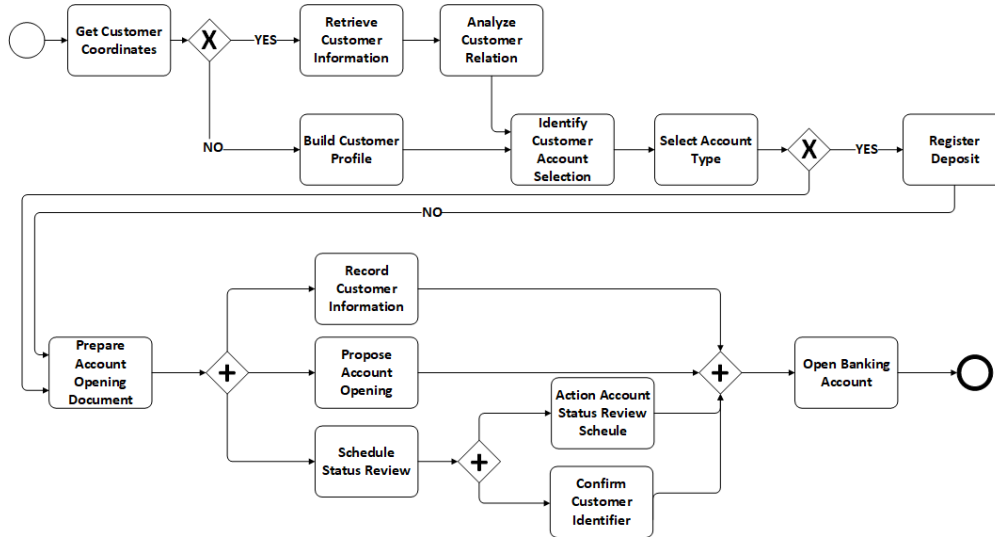 Get Customer
Coordinates
X
YES
Retrieve
Customer
Information
Analyze
Customer
Relation
NO
Build Customer
Profile
Identify
Customer
Account
Selection
Select Account
Type
X
YES
Register
Deposit
NO
Record
Customer
Information
Prepare
Account
Opening
Document
+
Propose
Account
Opening
+
Open Banking
Account
Action Account
Status Review
Scheule
Schedule
Status Review
+
Confirm
Customer
Identifier